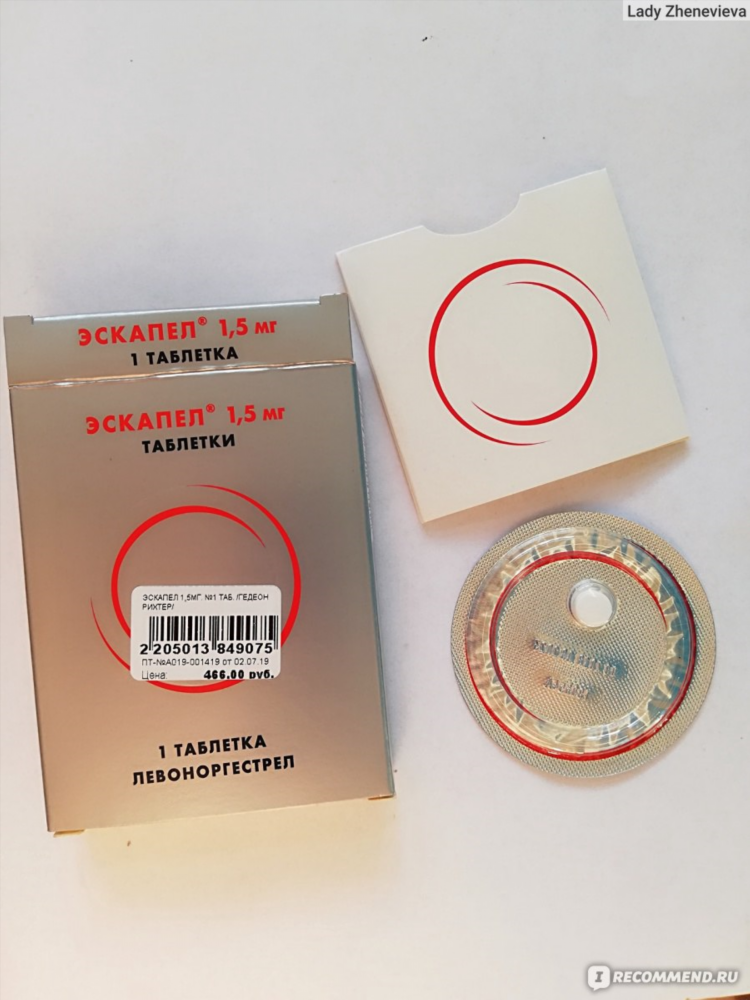 Lady Zhenevieva
ЭСКАПЕЛ® 1,5 мг
1 ТАБЛЕТКА
ЭСКАПЕЛ® 1,5 мг
ТАБЛЕТКИ
ЭСКАПЕЛ 1,5МГ. №1 ТАБ. /ГЕДЕОН
РИХТЕР/
2 205013 849075
ПТ-№А019-001419 от 02.07.19
Цена: 466.00 руб.
1 ТАБЛЕТКА
ЛЕВОНОРГЕСТРЕЛ
I RECOMMEND.RU